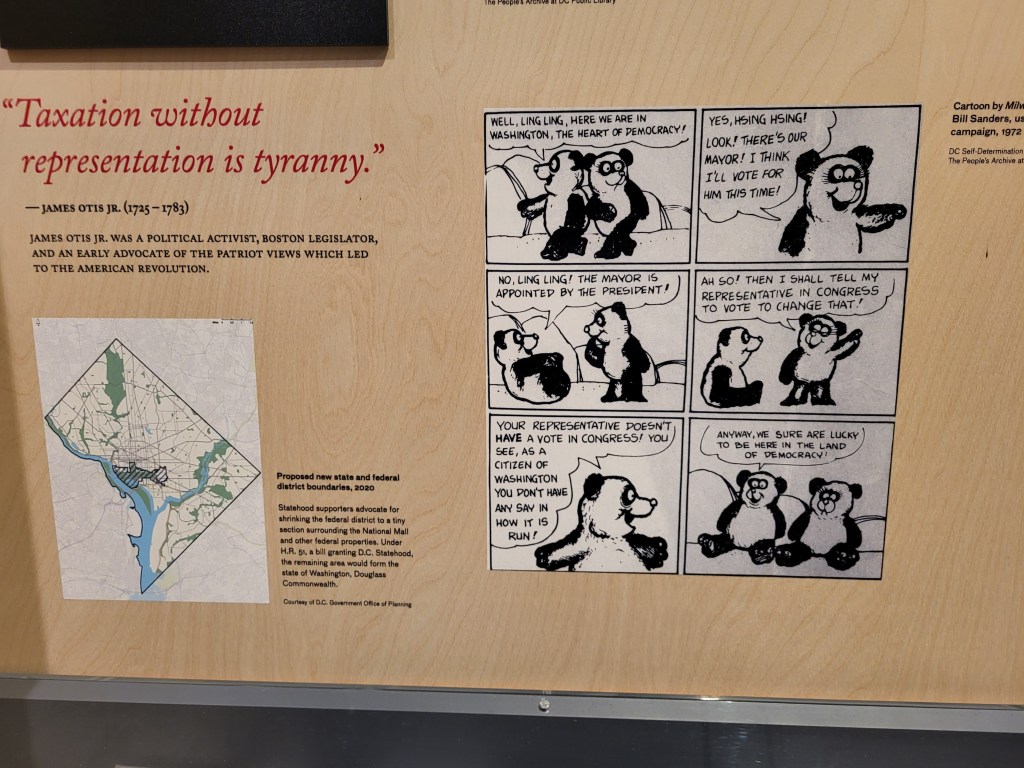 The People's Archive at DC Public Library
“Taxation without
representation is tyranny.”
— JAMES OTIS JR. (1725 – 1783)
JAMES OTIS JR. WAS A POLITICAL ACTIVIST, BOSTON LEGISLATOR,
AND AN EARLY ADVOCATE OF THE PATRIOT VIEWS WHICH LED
TO THE AMERICAN REVOLUTION.
Proposed new state and federal
district boundaries, 2020
Statehood supporters advocate for
shrinking the federal district to a tiny
section surrounding the National Mall
and other federal properties. Under
H.R. 51, a bill granting D.C. Statehood,
the remaining area would form the
state of Washington, Douglass
Commonwealth.
Courtesy of D.C. Government Office of Planning
WELL, LING LING, HERE WE ARE IN
WASHINGTON, THE HEART OF DEMOCRACY!
YES, HSING HSING!
LOOK! THERE'S OUR
MAYOR! I THINK
I'LL VOTE FOR
HIM THIS TIME!
NO, LING LING! THE MAYOR IS
APPOINTED BY THE PRESIDENT!
AH SO! THEN I SHALL TELL MY
REPRESENTATIVE IN CONGRESS
TO VOTE TO CHANGE THAT!
YOUR REPRESENTATIVE DOESN'T
HAVE A VOTE IN CONGRESS! YOU
SEE, AS A
CITIZEN OF
WASHINGTON
YOU DON'T HAVE
ANY SAY IN
HOW IT IS
RUN!
ANYWAY, WE SURE ARE LUCKY
TO BE HERE IN THE LAND
OF DEMOCRACY!
Cartoon by
Bill Sanders,
campaign, 1972
DC Self-Determination
The People's Archive at